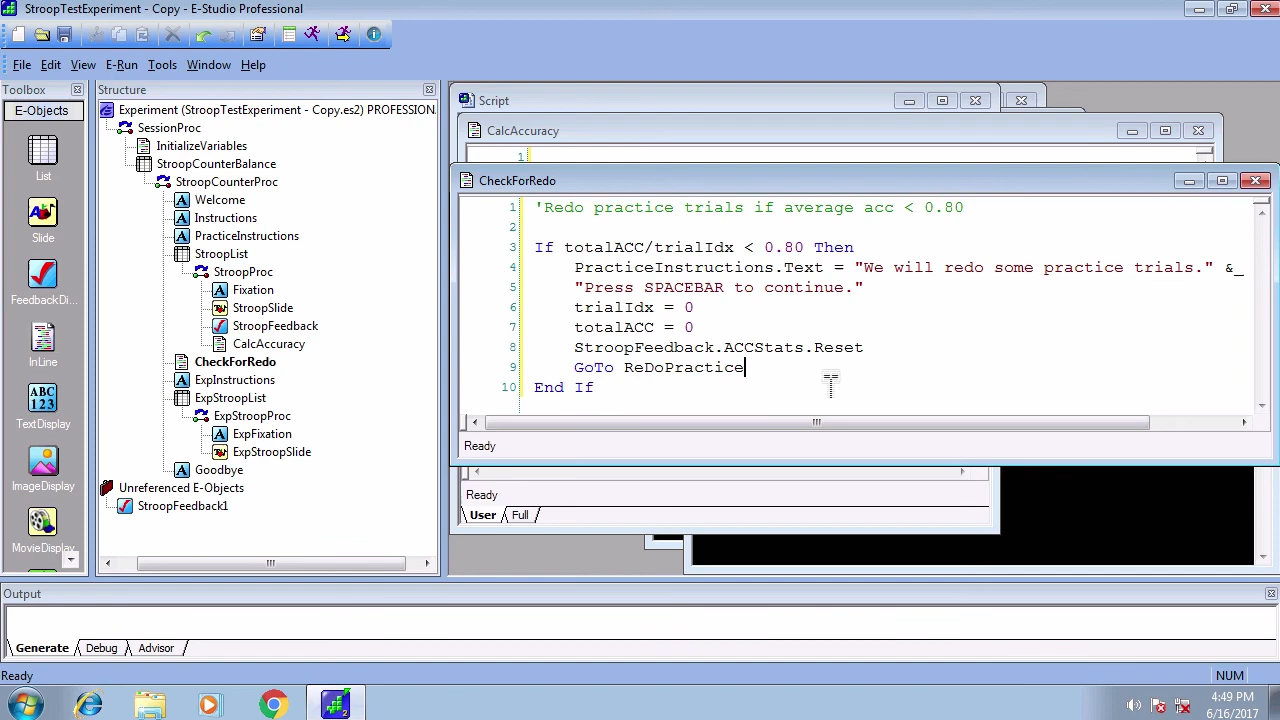 StroopTestExperiment - Copy - E-Studio Professional
File Edit View E-Run Tools Window Help
Toolbox
E-Objects
List
Slide
FeedbackDi...
InLine
ABC
123
TextDisplay
ImageDisplay
MovieDisplay
Structure
Experiment (StroopTestExperiment - Copy.es2) PROFESSION
SessionProc
InitializeVariables
StroopCounterBalance
StroopCounterProc
Welcome
Instructions
PracticeInstructions
StroopList
StroopProc
Fixation
StroopSlide
StroopFeedback
CalcAccuracy
CheckForRedo
ExpInstructions
ExpStroopList
ExpStroopProc
ExpFixation
ExpStroopSlide
Goodbye
Unreferenced E-Objects
StroopFeedback1
Script
CalcAccuracy
1
CheckForRedo
1 'Redo practice trials if average acc < 0.80
2
3 If totalACC/trialIdx < 0.80 Then
4 PracticeInstructions.Text = "We will redo some practice trials." &_
5 "Press SPACEBAR to continue."
6 trialIdx = 0
7 totalACC = 0
8 StroopFeedback.ACCStats.Reset
9 GoTo ReDoPractice
10 End If
Ready
Ready
User Full
Output
Generate Debug Advisor
Ready
NUM
4:49 PM
6/16/2017